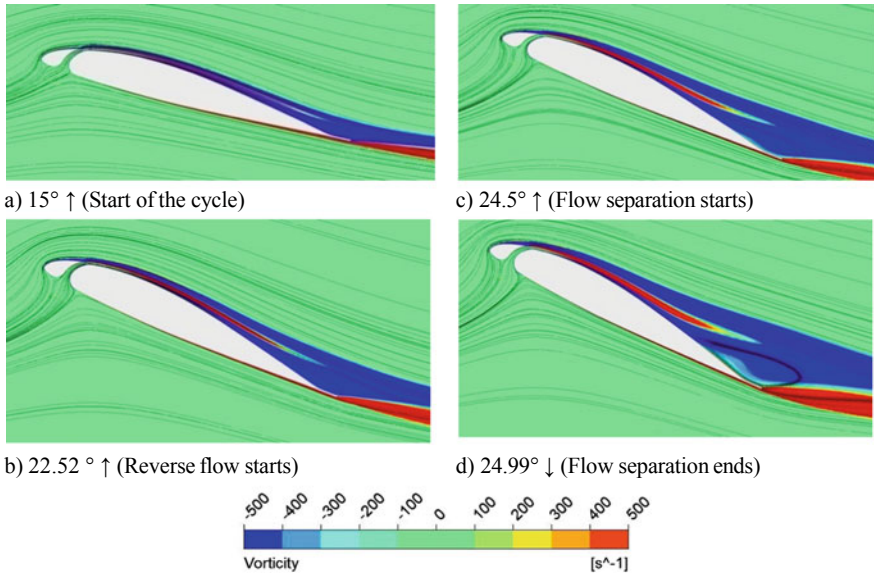 a) 15° ↑ (Start of the cycle)
c) 24.5° ↑ (Flow separation starts)
b) 22.52 ° ↑ (Reverse flow starts)
d) 24.99° ↓ (Flow separation ends)
-500 -400 -300 -200 -100 0 100 200 300 400 500
Vorticity [s^-1]